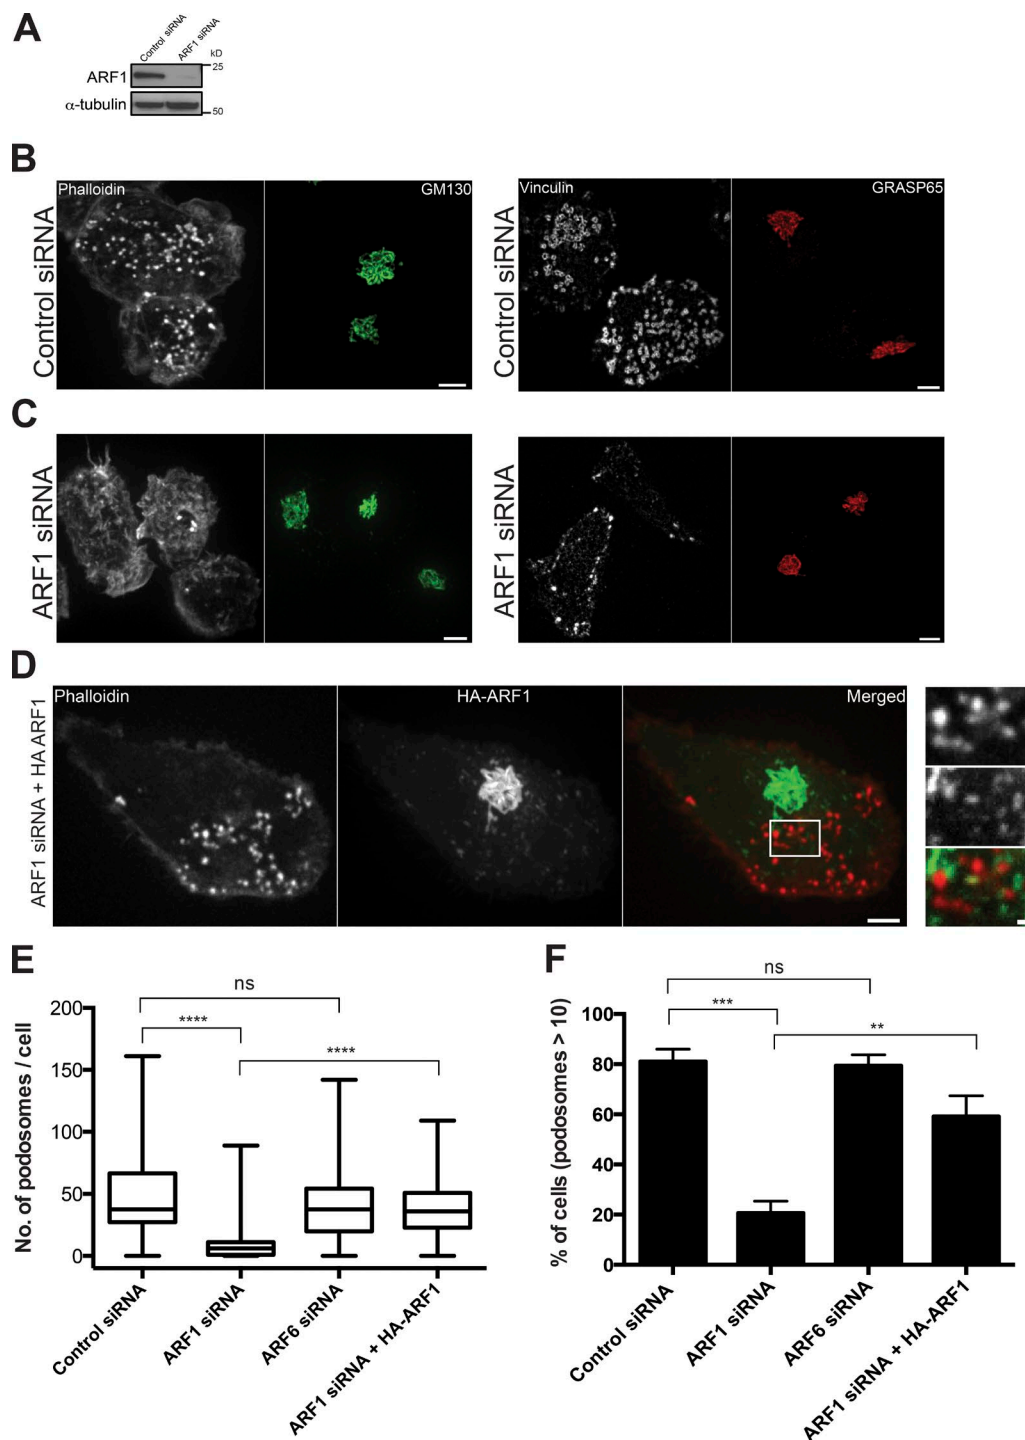 A
Control siRNA
ARF1 siRNA
kD
25
ARF1
α-tubulin
50
B
Control siRNA
Phalloidin
GM130
Vinculin
GRASP65
C
ARF1 siRNA
ARF1 siRNA
Control siRNA
D
ARF1 siRNA + HA ARF1
Phalloidin
HA-ARF1
Merged
E
No. of podosomes / cell
200
150
100
50
0
ns
****
****
Control siRNA
ARF1 siRNA
ARF6 siRNA
ARF1 siRNA + HA-ARF1
F
% of cells (podosomes > 10)
100
80
60
40
20
0
ns
***
**
Control siRNA
ARF1 siRNA
ARF6 siRNA
ARF1 siRNA + HA-ARF1